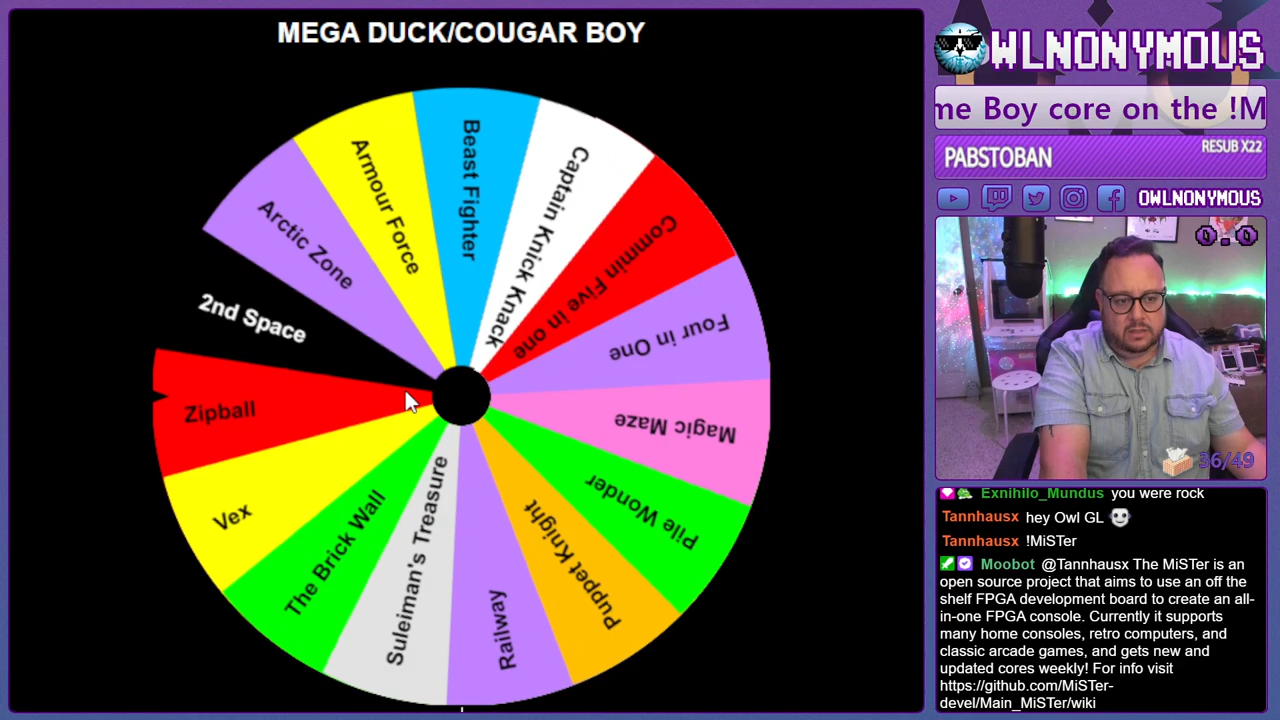 MEGA DUCK/COUGAR BOY
Beast Fighter
Captain Knick Knack
Armour Force
Commin Five in one
Arctic Zone
Four in One
2nd Space
Zipball
Magic Maze
Pile Wonder
Vex
The Brick Wall
Puppet Knight
Suleiman's Treasure
Railway
WLNONYMOUS
me Boy core on the !M
PABSTOBAN
RESUB X22
OWLNONYMOUS
0.0
36/49
Exnihilo_Mundus you were rock
Tannhausx hey Owl GL
Tannhausx !MiSTer
Moobot @Tannhausx The MiSTer is an
open source project that aims to use an off the
shelf FPGA development board to create an all-
in-one FPGA console. Currently it supports
many home consoles, retro computers, and
classic arcade games, and gets new and
updated cores weekly! For info visit
https://github.com/MiSTer-
devel/Main_MiSTer/wiki